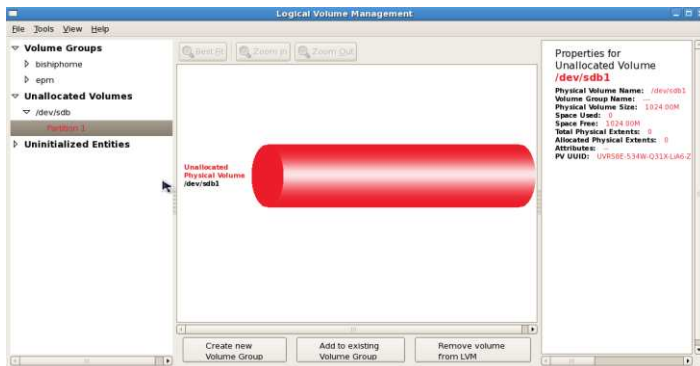 Logical Volume Management
File Tools View Help
Volume Groups
bishiphome
epm
Unallocated Volumes
/dev/sdb
Partition 1
Uninitialized Entities
Best Fit Zoom In Zoom Out
Unallocated
Physical Volume
/dev/sdb1
Create new
Volume Group
Add to existing
Volume Group
Remove volume
from LVM
Properties for
Unallocated Volume
/dev/sdb1
Physical Volume Name: /dev/sdb1
Volume Group Name: ---
Physical Volume Size: 1024.00M
Space Used: 0
Space Free: 1024.00M
Total Physical Extents: 0
Allocated Physical Extents: 0
Attributes: --
PV UUID: